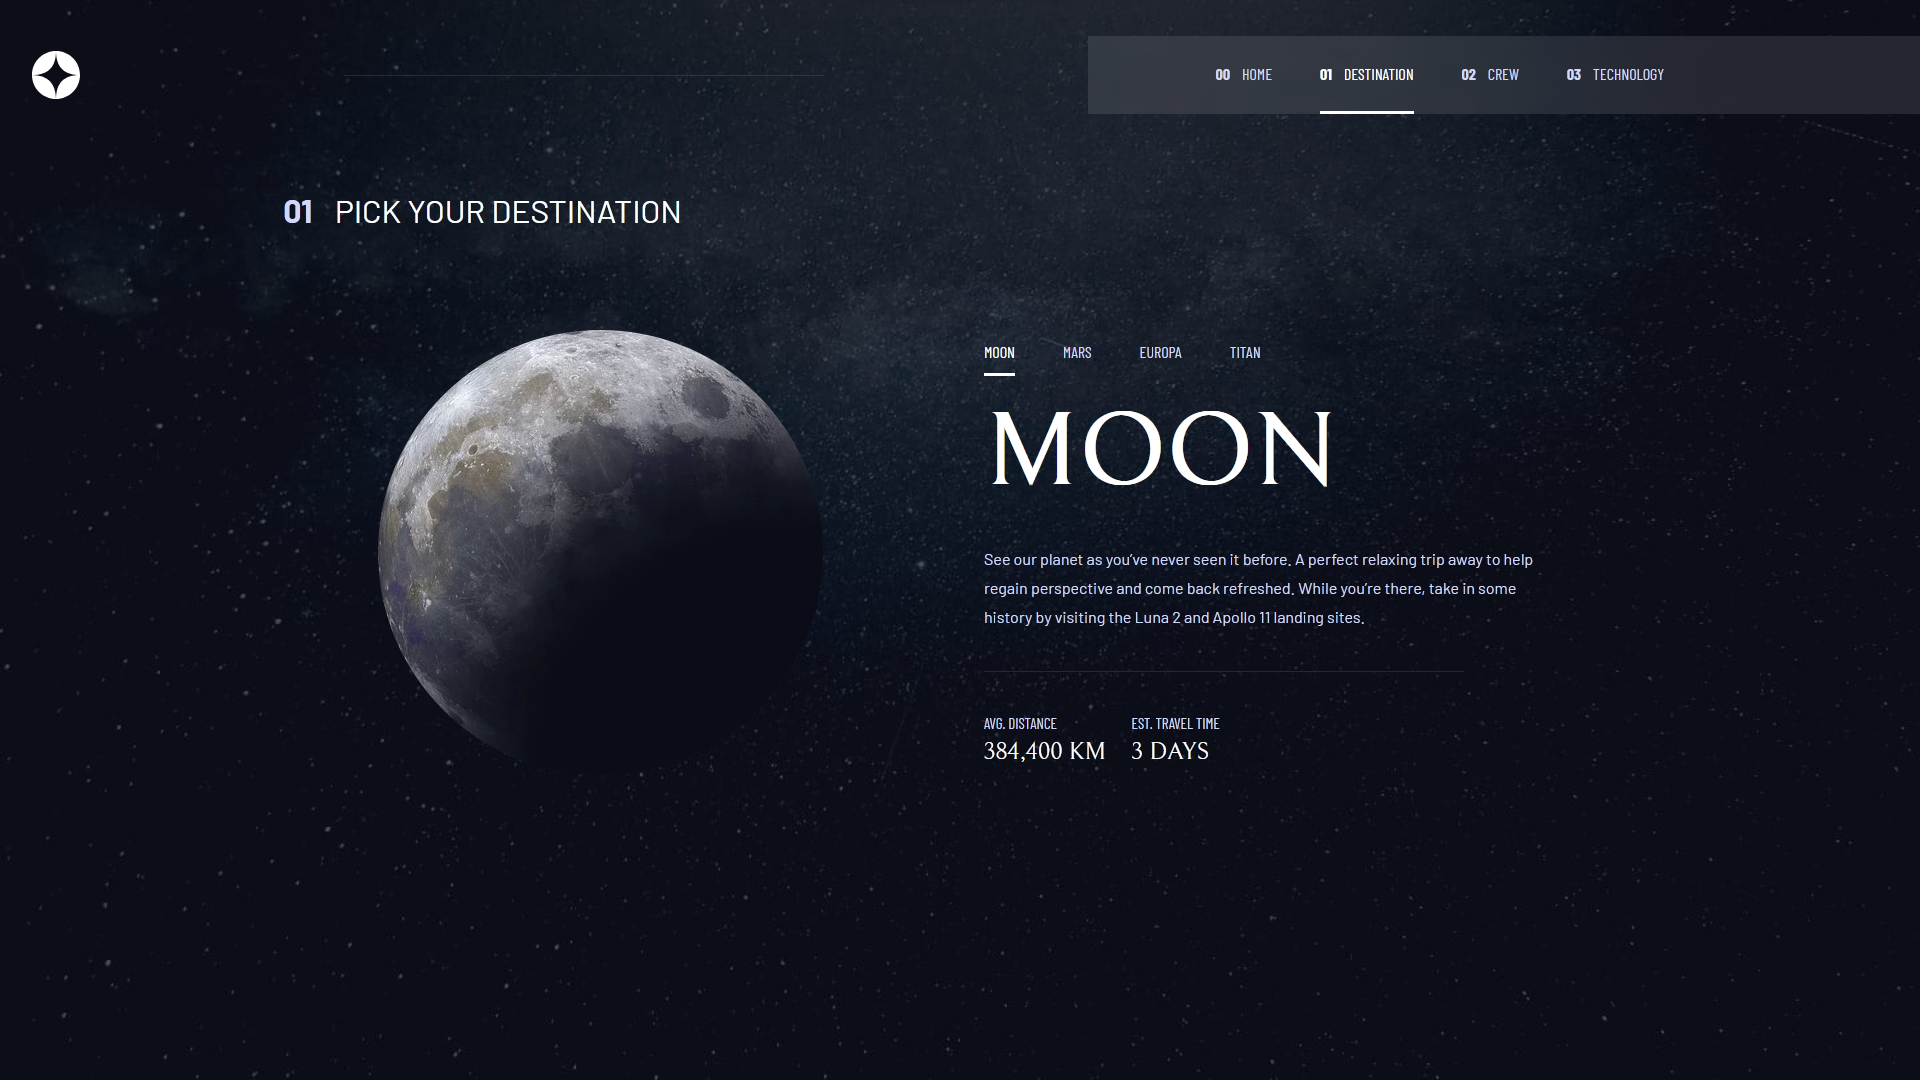 00 HOME 01 DESTINATION 02 CREW 03 TECHNOLOGY
01 PICK YOUR DESTINATION
MOON MARS EUROPA TITAN
MOON
See our planet as you’ve never seen it before. A perfect relaxing trip away to help
regain perspective and come back refreshed. While you’re there, take in some
history by visiting the Luna 2 and Apollo 11 landing sites.
AVG. DISTANCE
384,400 KM
EST. TRAVEL TIME
3 DAYS